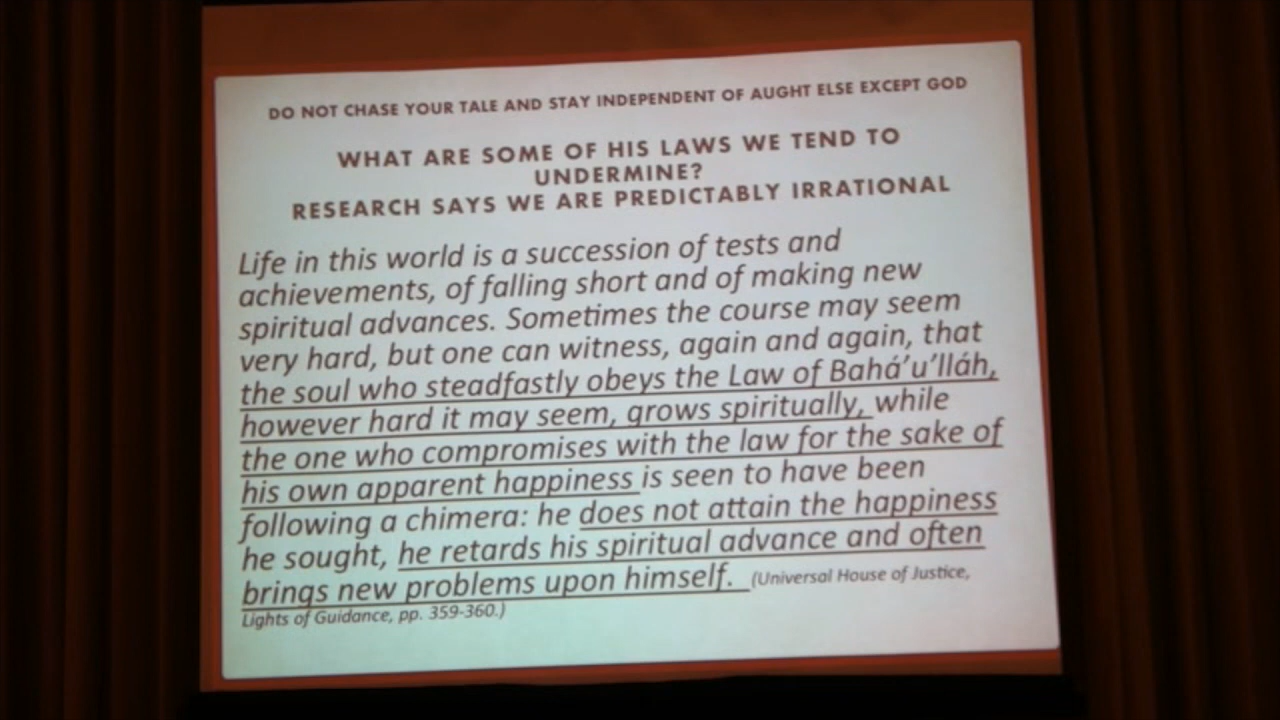 DO NOT CHASE YOUR TALE AND STAY INDEPENDENT OF AUGHT ELSE EXCEPT GOD
WHAT ARE SOME OF HIS LAWS WE TEND TO
UNDERMINE?
RESEARCH SAYS WE ARE PREDICTABLY IRRATIONAL
Life in this world is a succession of tests and
achievements, of falling short and of making new
spiritual advances. Sometimes the course may seem
very hard, but one can witness, again and again, that
the soul who steadfastly obeys the Law of Bahá’u’lláh,
however hard it may seem, grows spiritually, while
the one who compromises with the law for the sake of
his own apparent happiness is seen to have been
following a chimera: he does not attain the happiness
he sought, he retards his spiritual advance and often
brings new problems upon himself. (Universal House of Justice,
Lights of Guidance, pp. 359-360.)